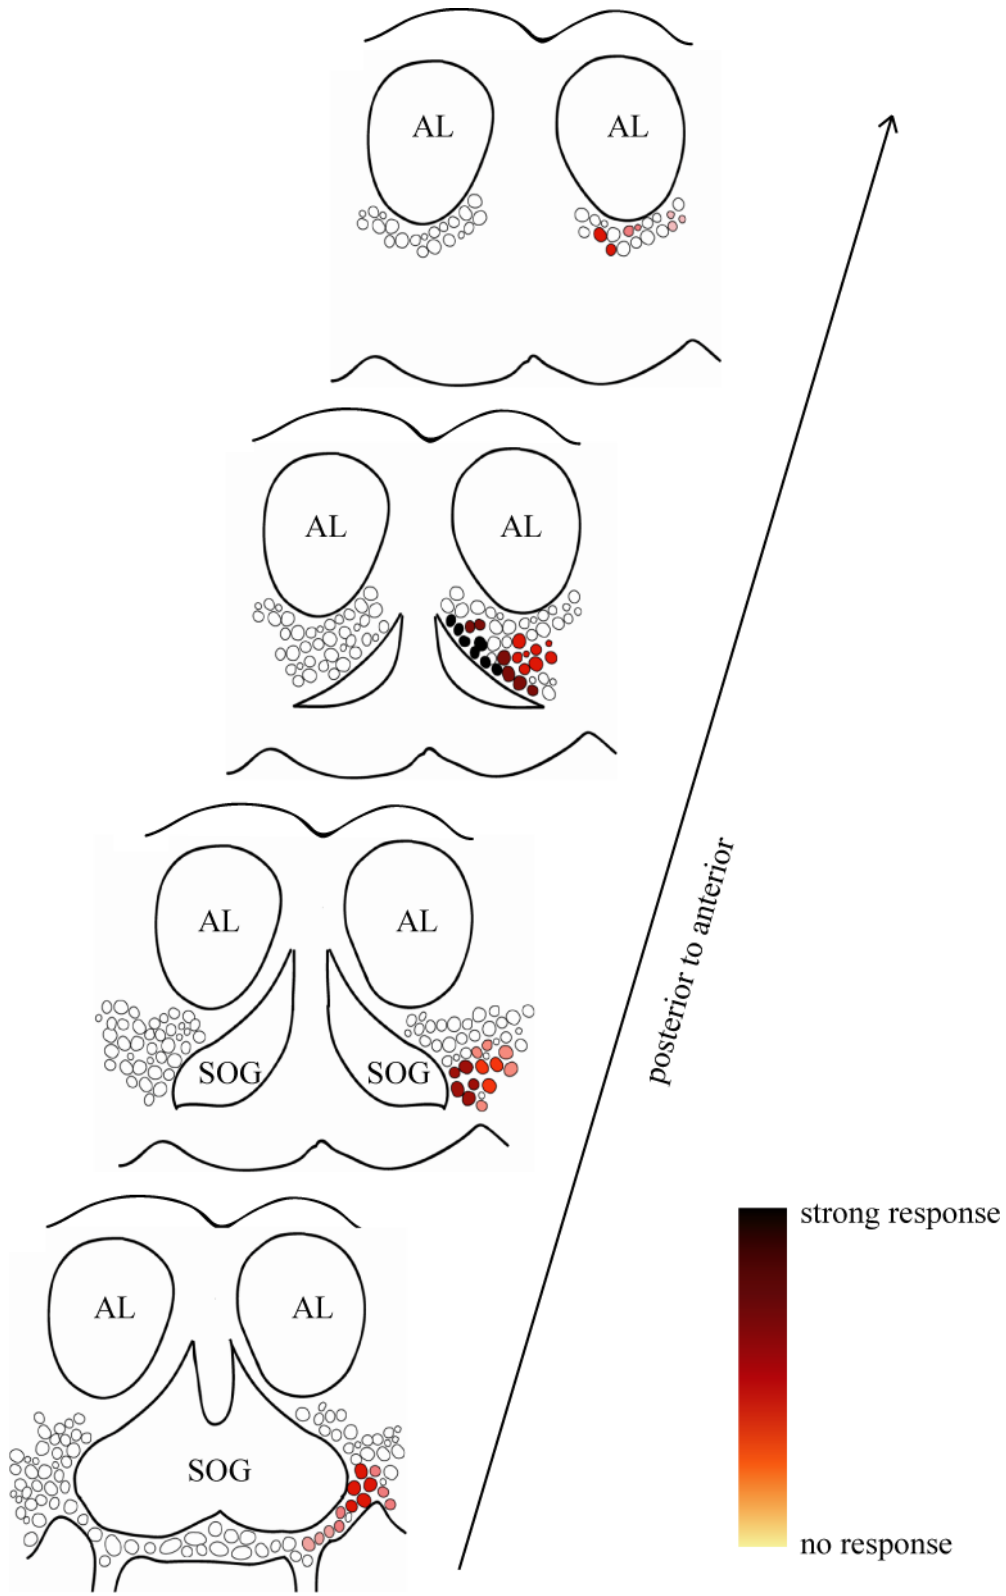 AL AL
AL AL
AL AL
SOG SOG
posterior to anterior
strong response
AL AL
SOG
no response